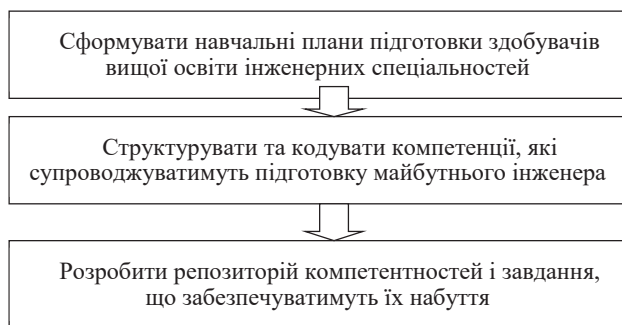 Сформувати навчальні плани підготовки здобувачів
вищої освіти інженерних спеціальностей
Структурувати та кодувати компетенції, які
супроводжуватимуть підготовку майбутнього інженера
Розробити репозиторій компетентностей і завдання,
що забезпечуватимуть їх набуття